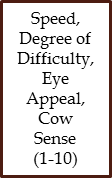 Speed,
Degree of
Difficulty,
Eye
Appeal,
Cow
Sense
(1-10)